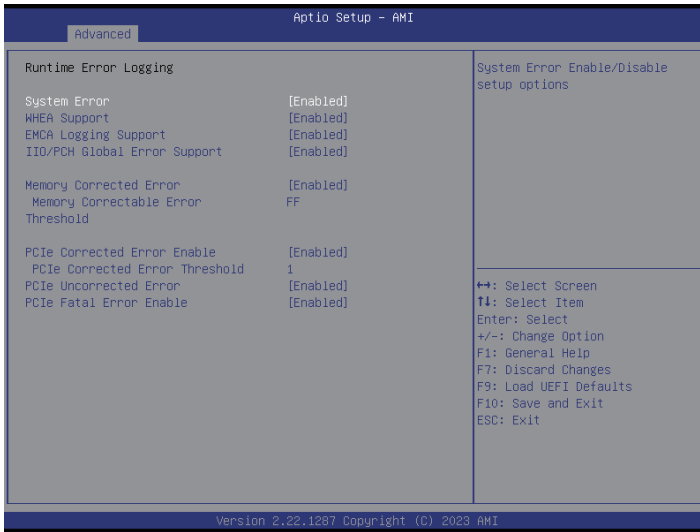 Aptio Setup – AMI
Advanced
Runtime Error Logging
System Error [Enabled]
WHEA Support [Enabled]
EMCA Logging Support [Enabled]
IIO/PCH Global Error Support [Enabled]
Memory Corrected Error [Enabled]
Memory Correctable Error FF
Threshold
PCIe Corrected Error Enable [Enabled]
PCIe Corrected Error Threshold 1
PCIe Uncorrected Error [Enabled]
PCIe Fatal Error Enable [Enabled]
System Error Enable/Disable
setup options
↔: Select Screen
↑↓: Select Item
Enter: Select
+/-: Change Option
F1: General Help
F7: Discard Changes
F9: Load UEFI Defaults
F10: Save and Exit
ESC: Exit
Version 2.22.1287 Copyright (C) 2023 AMI